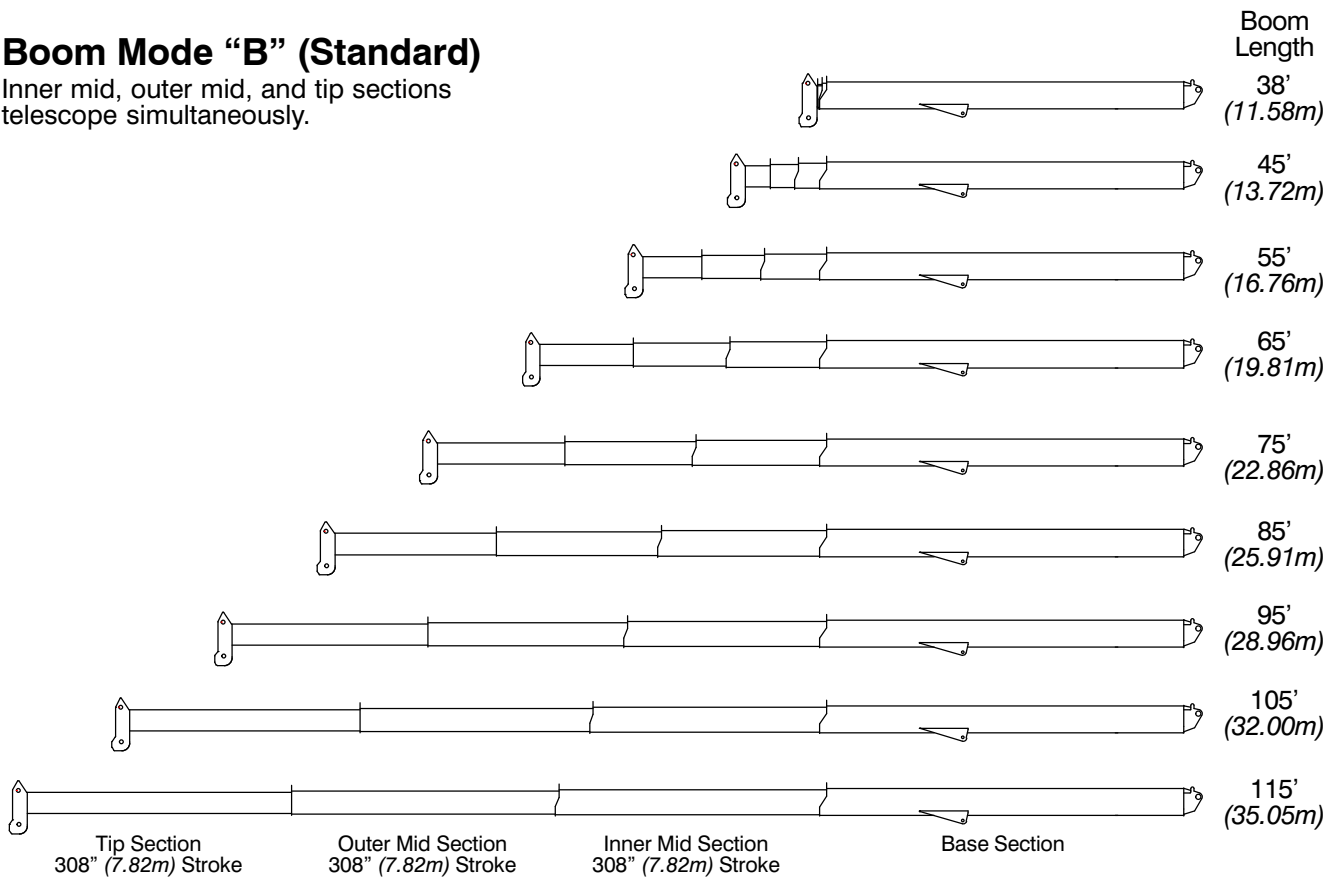 Boom Mode “B” (Standard)
Inner mid, outer mid, and tip sections
telescope simultaneously.
Boom
Length
38’
(11.58m)
45’
(13.72m)
55’
(16.76m)
65’
(19.81m)
75’
(22.86m)
85’
(25.91m)
95’
(28.96m)
105’
(32.00m)
115’
(35.05m)
Tip Section
308” (7.82m) Stroke
Outer Mid Section
308” (7.82m) Stroke
Inner Mid Section
308” (7.82m) Stroke
Base Section